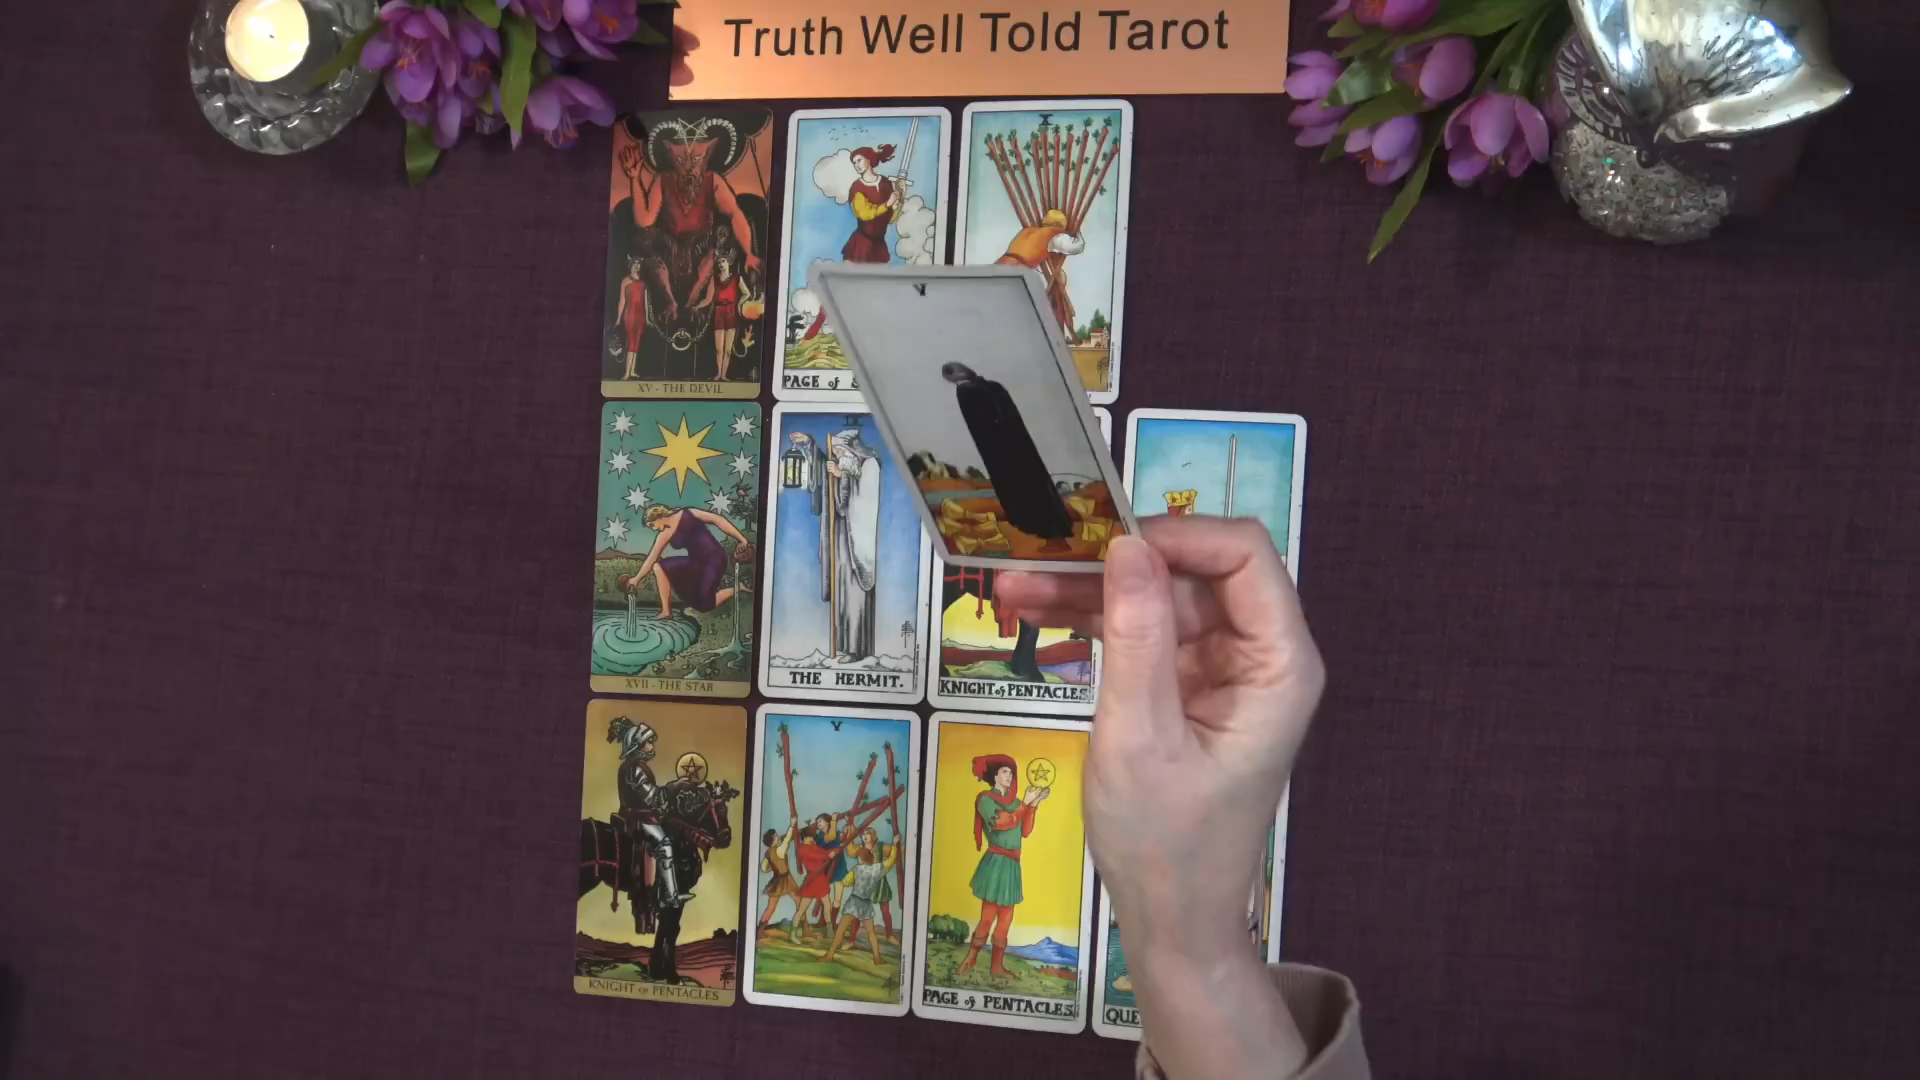 Truth Well Told Tarot
X
XV - THE DEVIL
PAGE of S
V
IX
XVII - THE STAR
THE HERMIT.
KNIGHT of PENTACLES
V
KNIGHT OF PENTACLES
PAGE of PENTACLES
QUE